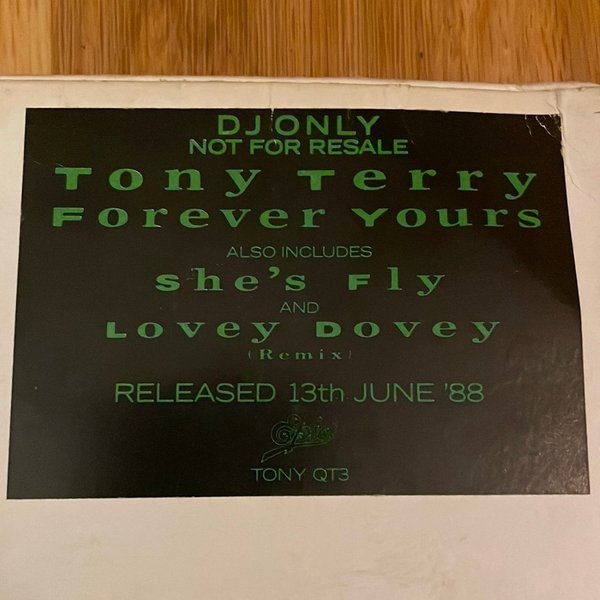 DJ ONLY
NOT FOR RESALE
Tony Terry
Forever Yours
ALSO INCLUDES
She's Fly
AND
Lovey Dovey
(Remix)
RELEASED 13th JUNE '88
Epic
TONY QT3